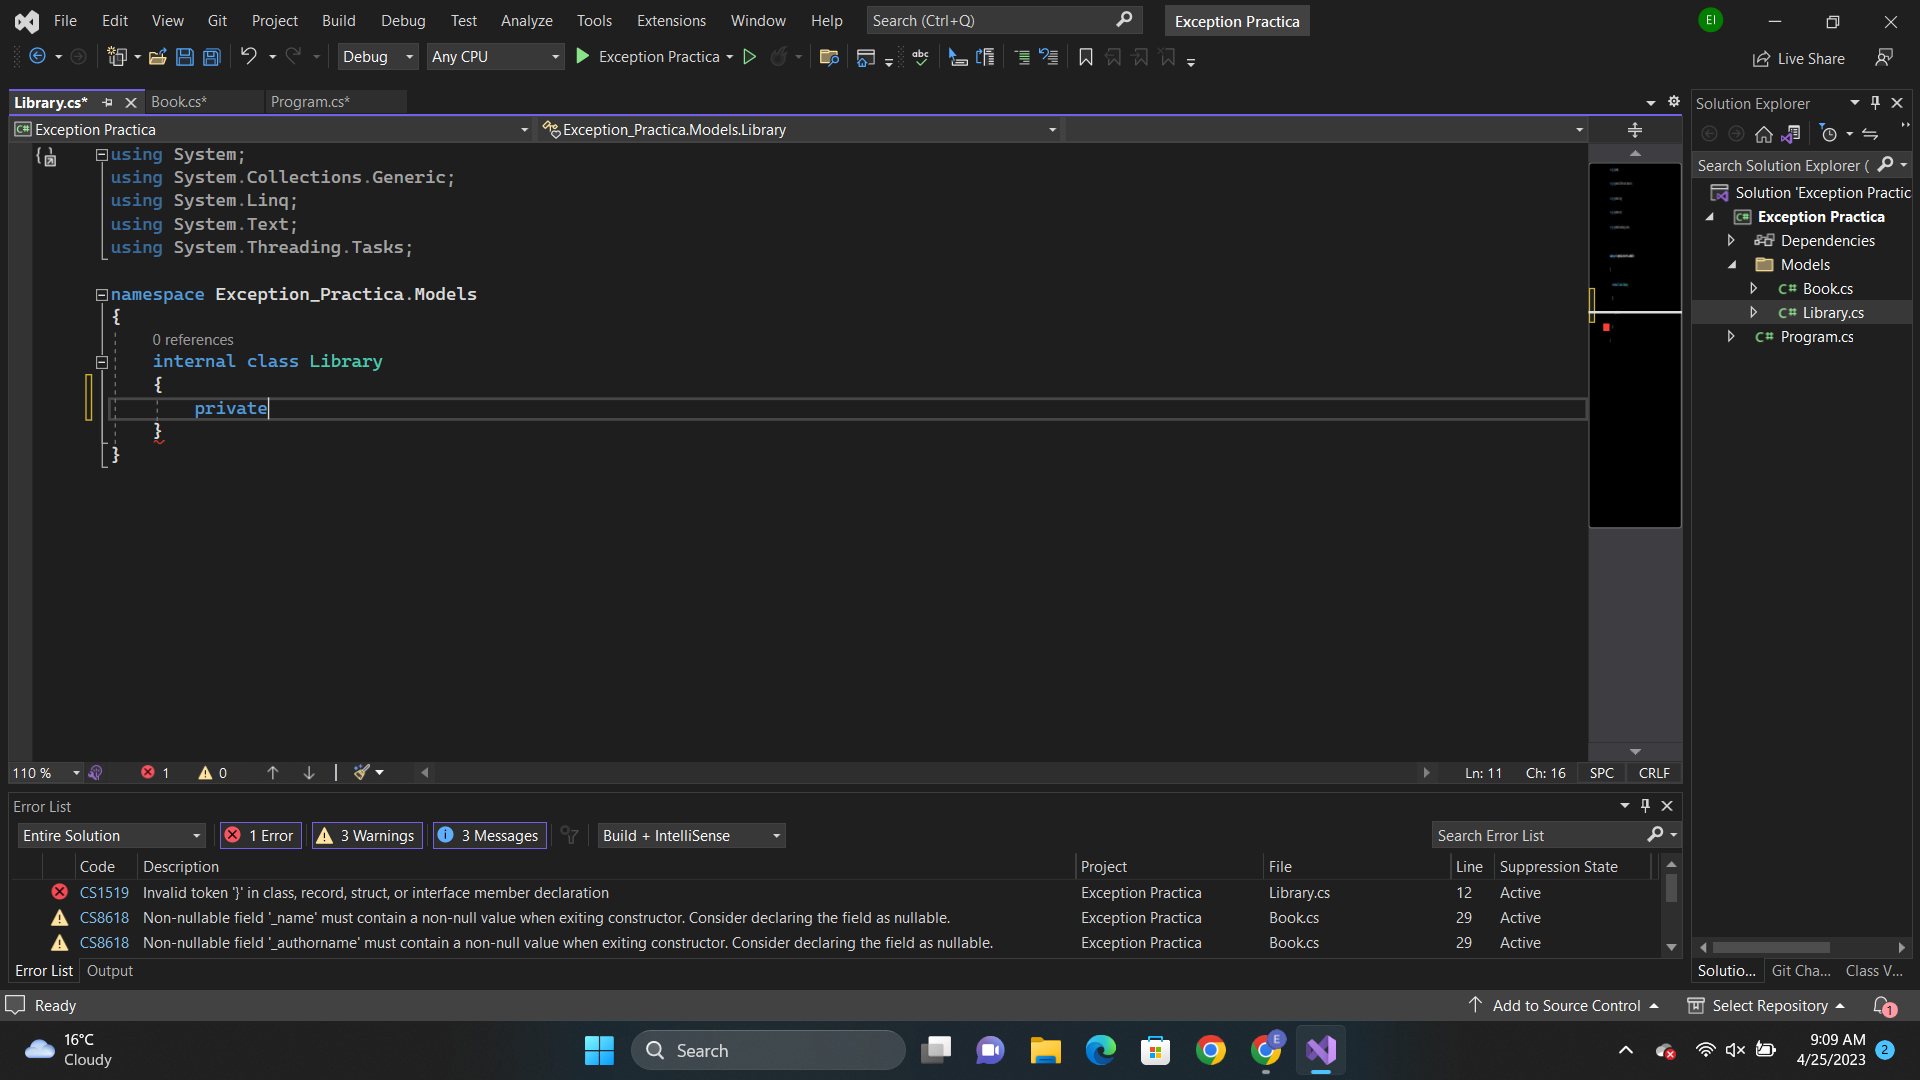 File Edit View Git Project Build Debug Test Analyze Tools Extensions Window Help Search (Ctrl+Q) Exception Practica EI
Debug Any CPU Exception Practica abc Live Share
Library.cs* Book.cs* Program.cs*
C# Exception Practica Exception_Practica.Models.Library
using System;
using System.Collections.Generic;
using System.Linq;
using System.Text;
using System.Threading.Tasks;
namespace Exception_Practica.Models
{
0 references
internal class Library
{
private
}
}
110 % 1 0 Ln: 11 Ch: 16 SPC CRLF
Solution Explorer
Search Solution Explorer (
Solution 'Exception Practic
C# Exception Practica
Dependencies
Models
C# Book.cs
C# Library.cs
C# Program.cs
Soluti... Git Cha... Class V...
Error List
Entire Solution 1 Error 3 Warnings 3 Messages Build + IntelliSense Search Error List
Code Description Project File Line Suppression State
CS1519 Invalid token '}' in class, record, struct, or interface member declaration Exception Practica Library.cs 12 Active
CS8618 Non-nullable field '_name' must contain a non-null value when exiting constructor. Consider declaring the field as nullable. Exception Practica Book.cs 29 Active
CS8618 Non-nullable field '_authorname' must contain a non-null value when exiting constructor. Consider declaring the field as nullable. Exception Practica Book.cs 29 Active
Error List Output
Ready Add to Source Control Select Repository 1
16°C
Cloudy
Search
E
9:09 AM
4/25/2023
2